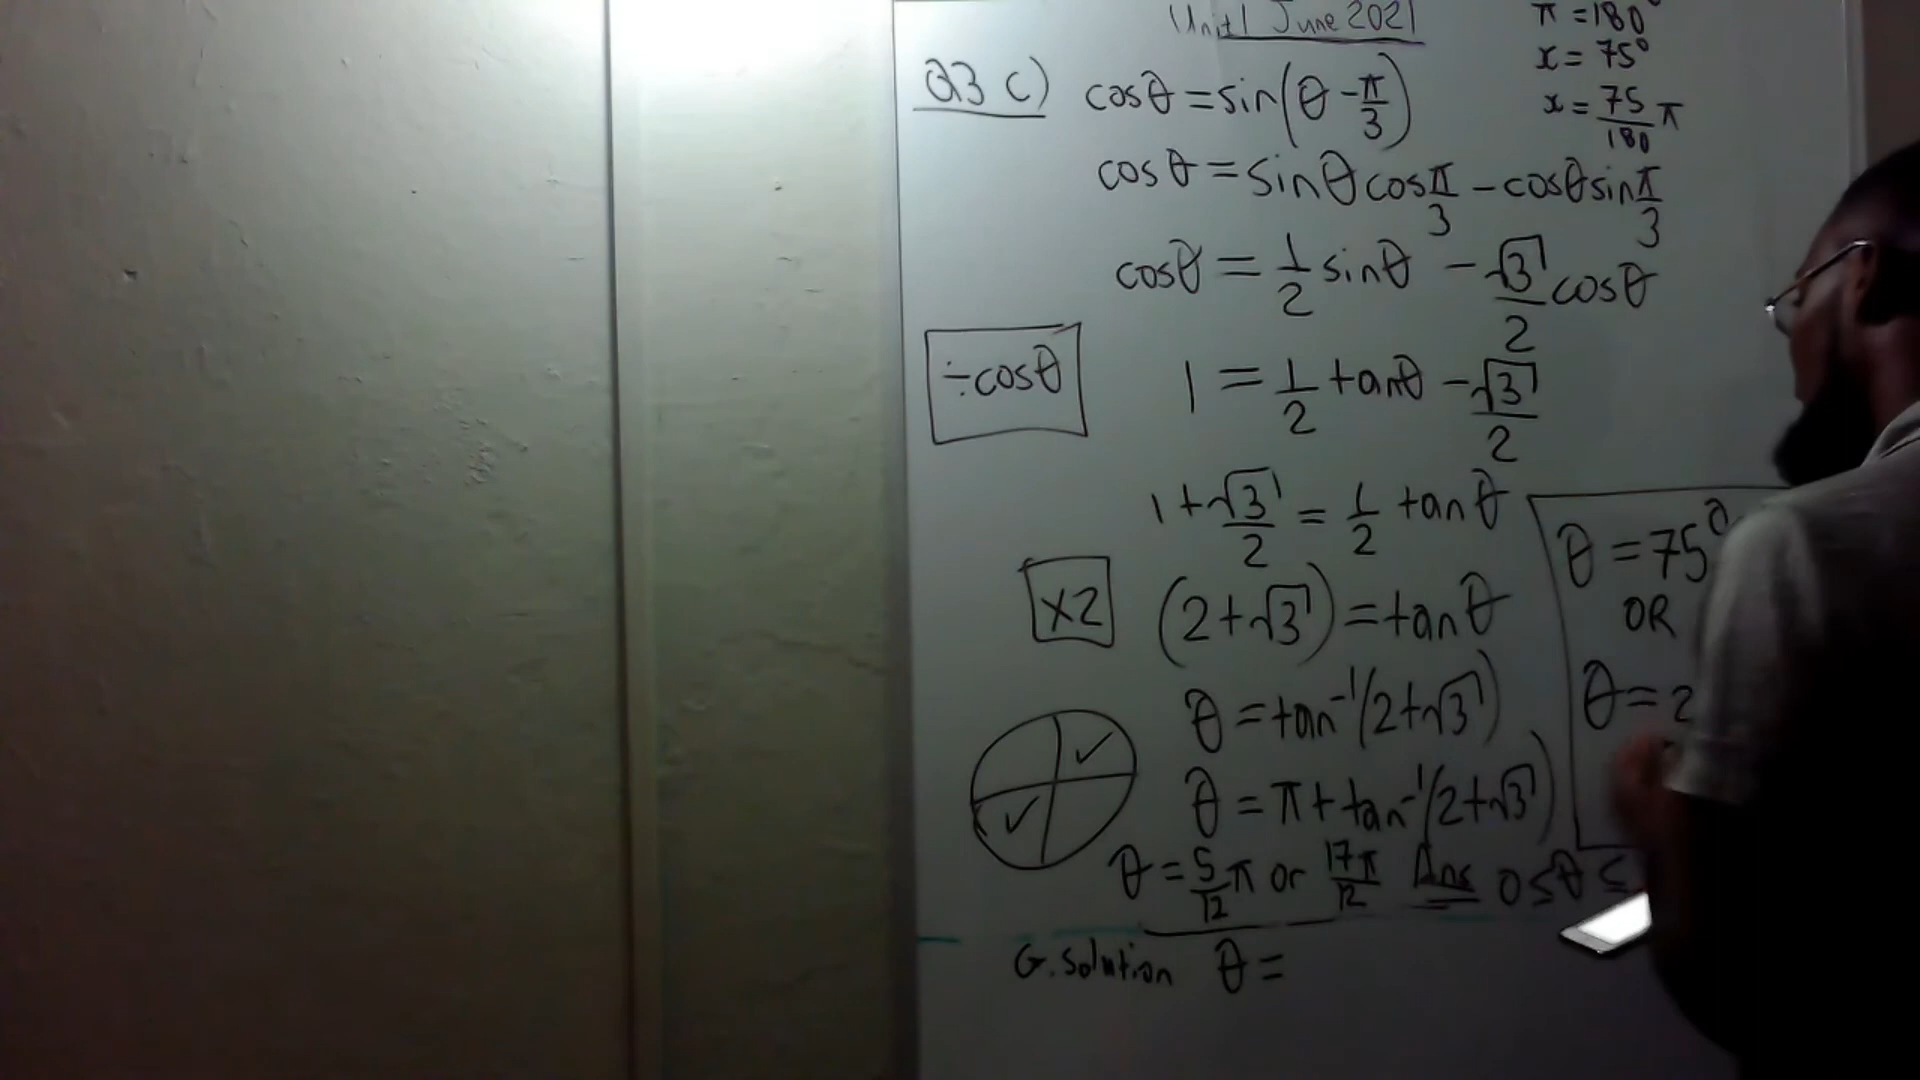 Unit 1 June 2021
π = 180°
x = 75°
x = 75/180 π
Q3 c) cosθ = sin(θ - π/3)
cosθ = sinθ cos π/3 - cosθ sin π/3
cosθ = 1/2 sinθ - √3/2 cosθ
÷cosθ
1 = 1/2 tanθ - √3/2
1 + √3/2 = 1/2 tanθ
x2
(2+√3) = tanθ
θ = tan⁻¹(2+√3)
θ = π + tan⁻¹(2+√3)
θ = 5/12 π or 17π/12 Ans 0 ≤ θ ≤
θ = 75°
OR
θ = 2
G. Solution θ =